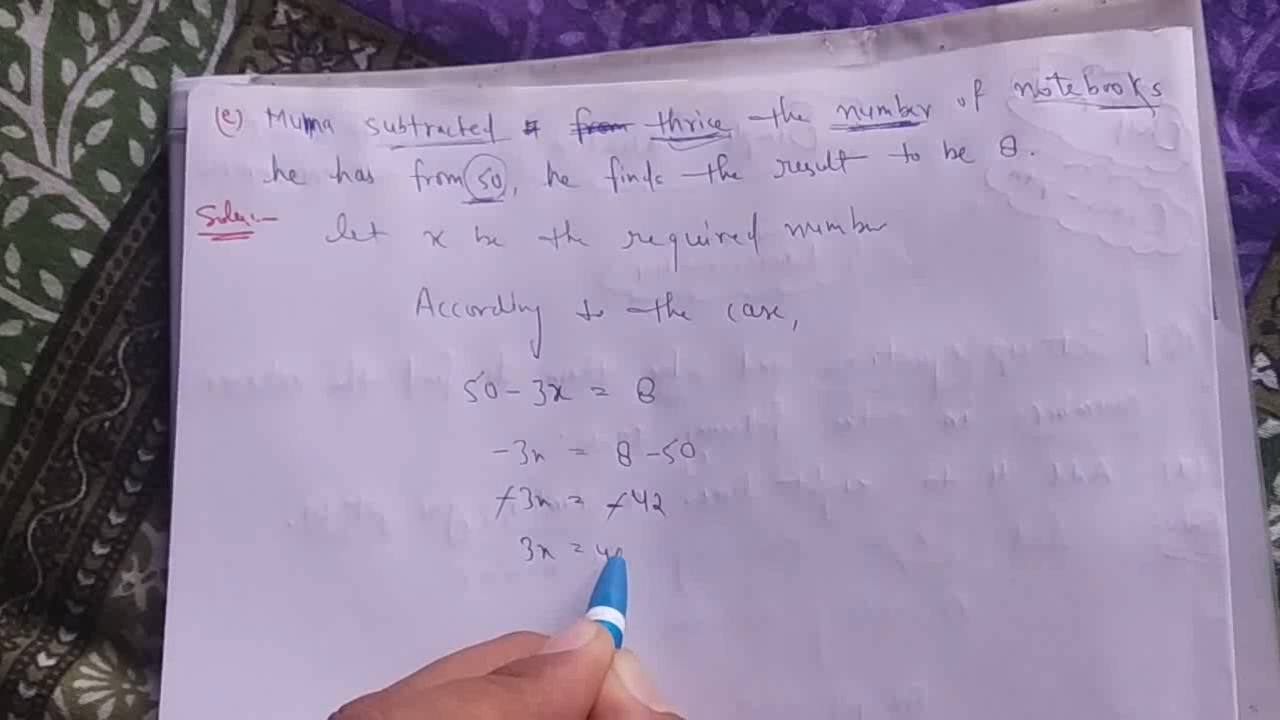 (e) Muna subtracted from thrice the number of notebooks
he has from 50, he finds the result to be 8.
Soln:-
let x be the required number
According to the case,
50 - 3x = 8
-3x = 8 - 50
-3x = -42
3x = 4